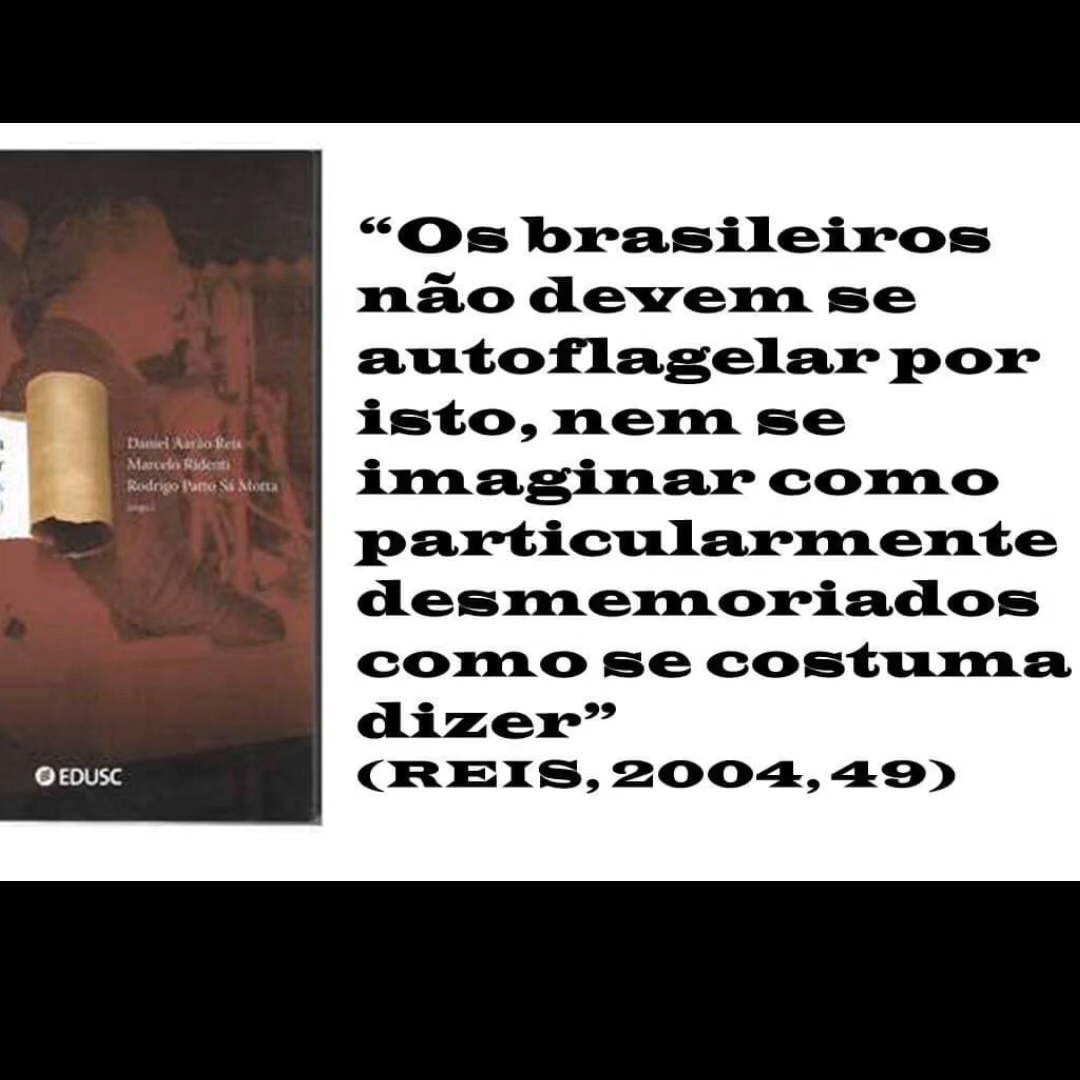 Daniel Aarão Reis
Marcelo Ridenti
Rodrigo Patto Sá Motta
EDUSC
“Os brasileiros
não devem se
autoflagelar por
isto, nem se
imaginar como
particularmente
desmemoriados
como se costuma
dizer”
(REIS, 2004, 49)